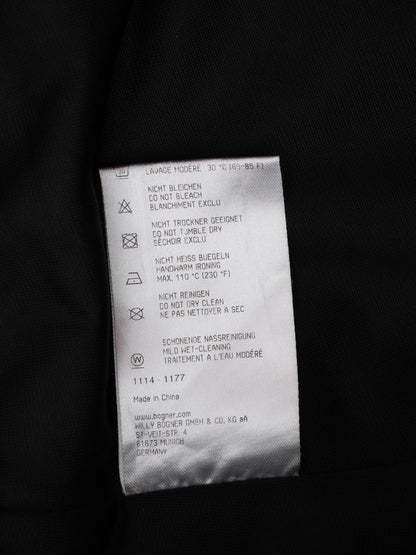 LAVAGE MODÉRÉ 30 °C (65-85 F)
NICHT BLEICHEN
DO NOT BLEACH
BLANCHIMENT EXCLU
NICHT TROCKNER GEEIGNET
DO NOT TUMBLE DRY
SÉCHOIR EXCLU
NICHT HEISS BUEGELN
HANDWARM IRONING
MAX. 110 °C (230 °F)
NICHT REINIGEN
DO NOT DRY CLEAN
NE PAS NETTOYER A SEC
SCHONENDE NASSREINIGUNG
MILD WET-CLEANING
TRAITEMENT A L'EAU MODÉRÉ
W
1114 - 1177
Made in China
www.bogner.com
WILLY BOGNER GMBH & CO. KG aA
ST-VEIT-STR. 4
81673 MUNICH
GERMANY